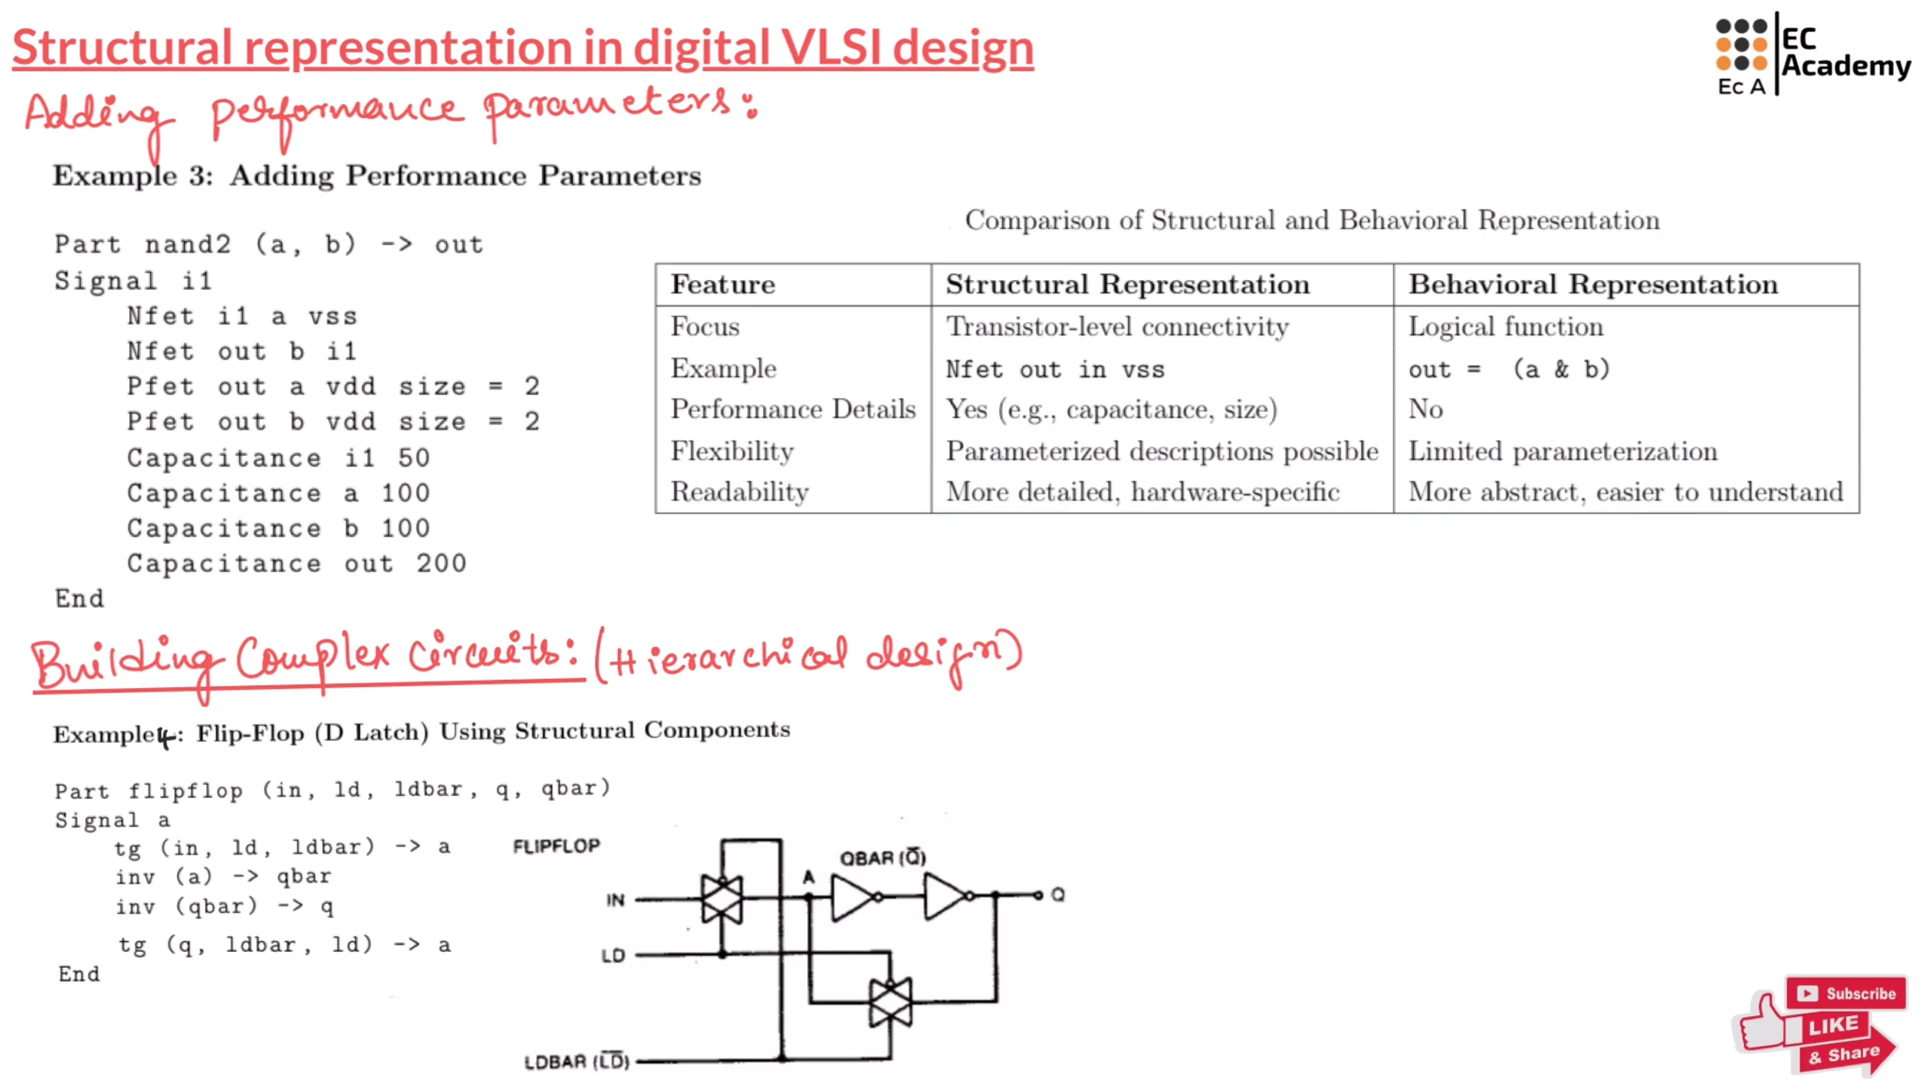 Structural representation in digital VLSI design
EC
Academy
Ec A
Adding performance parameters:
Example 3: Adding Performance Parameters
Part nand2 (a, b) -> out
Signal i1
Nfet i1 a vss
Nfet out b i1
Pfet out a vdd size = 2
Pfet out b vdd size = 2
Capacitance i1 50
Capacitance a 100
Capacitance b 100
Capacitance out 200
End
Comparison of Structural and Behavioral Representation
Feature Structural Representation Behavioral Representation
Focus Transistor-level connectivity Logical function
Example Nfet out in vss out = (a & b)
Performance Details Yes (e.g., capacitance, size) No
Flexibility Parameterized descriptions possible Limited parameterization
Readability More detailed, hardware-specific More abstract, easier to understand
Building Complex Circuits: (Hierarchical design)
Example 4: Flip-Flop (D Latch) Using Structural Components
Part flipflop (in, ld, ldbar, q, qbar)
Signal a
tg (in, ld, ldbar) -> a
inv (a) -> qbar
inv (qbar) -> q
tg (q, ldbar, ld) -> a
End
FLIPFLOP
QBAR (Q̅)
A
IN
Q
LD
LDBAR (L̅D̅)
Subscribe
LIKE
& Share